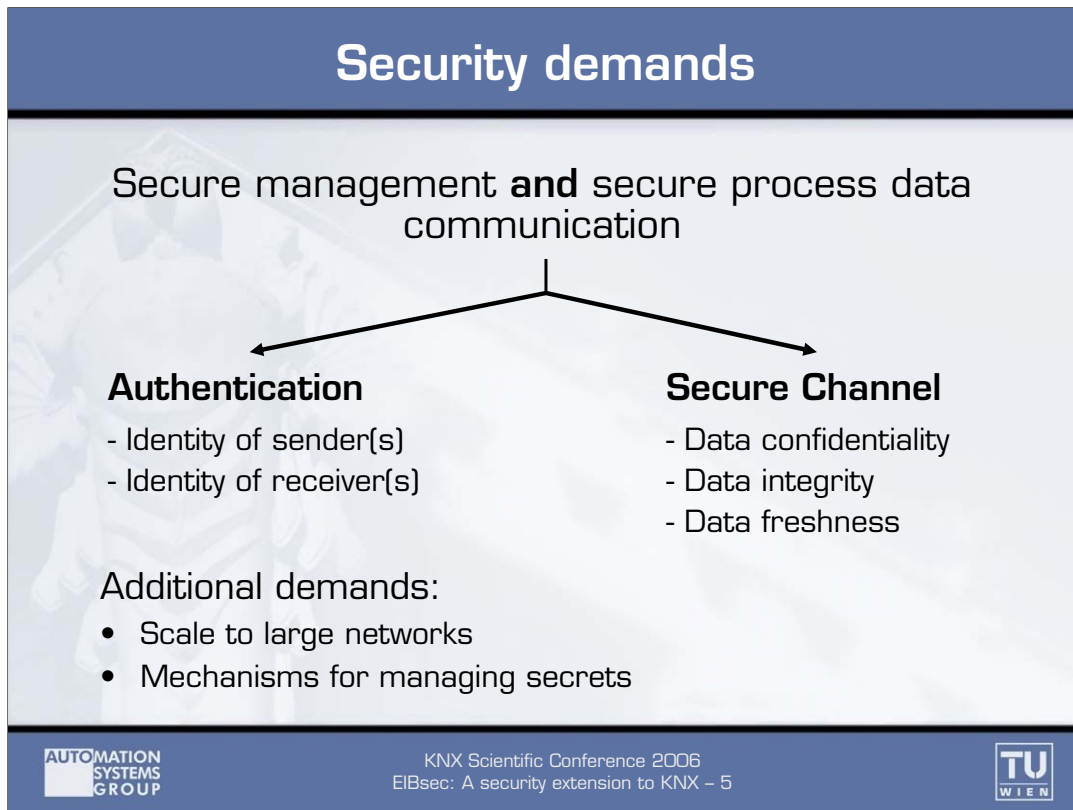 Security demands
Secure management and secure process data
communication
Authentication
- Identity of sender(s)
- Identity of receiver(s)
Secure Channel
- Data confidentiality
- Data integrity
- Data freshness
Additional demands:
• Scale to large networks
• Mechanisms for managing secrets
AUTOMATION
SYSTEMS
GROUP
KNX Scientific Conference 2006
EIBsec: A security extension to KNX – 5
TU
WIEN